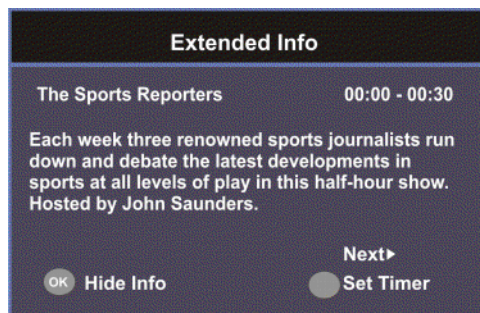 Extended Info
The Sports Reporters 00:00 - 00:30
Each week three renowned sports journalists run
down and debate the latest developments in
sports at all levels of play in this half-hour show.
Hosted by John Saunders.
Next▸
OK Hide Info Set Timer